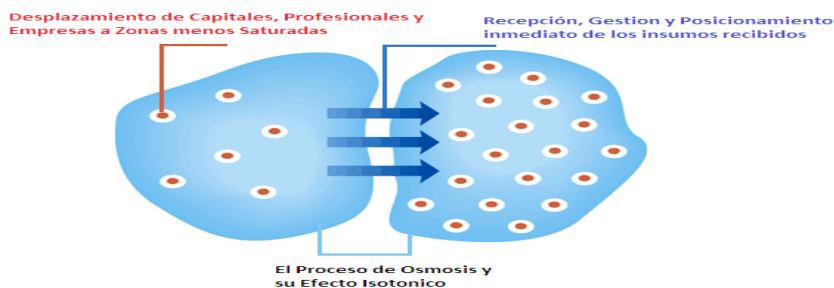 Desplazamiento de Capitales, Profesionales y
Empresas a Zonas menos Saturadas
Recepción, Gestion y Posicionamiento
inmediato de los insumos recibidos
El Proceso de Osmosis y
su Efecto Isotonico